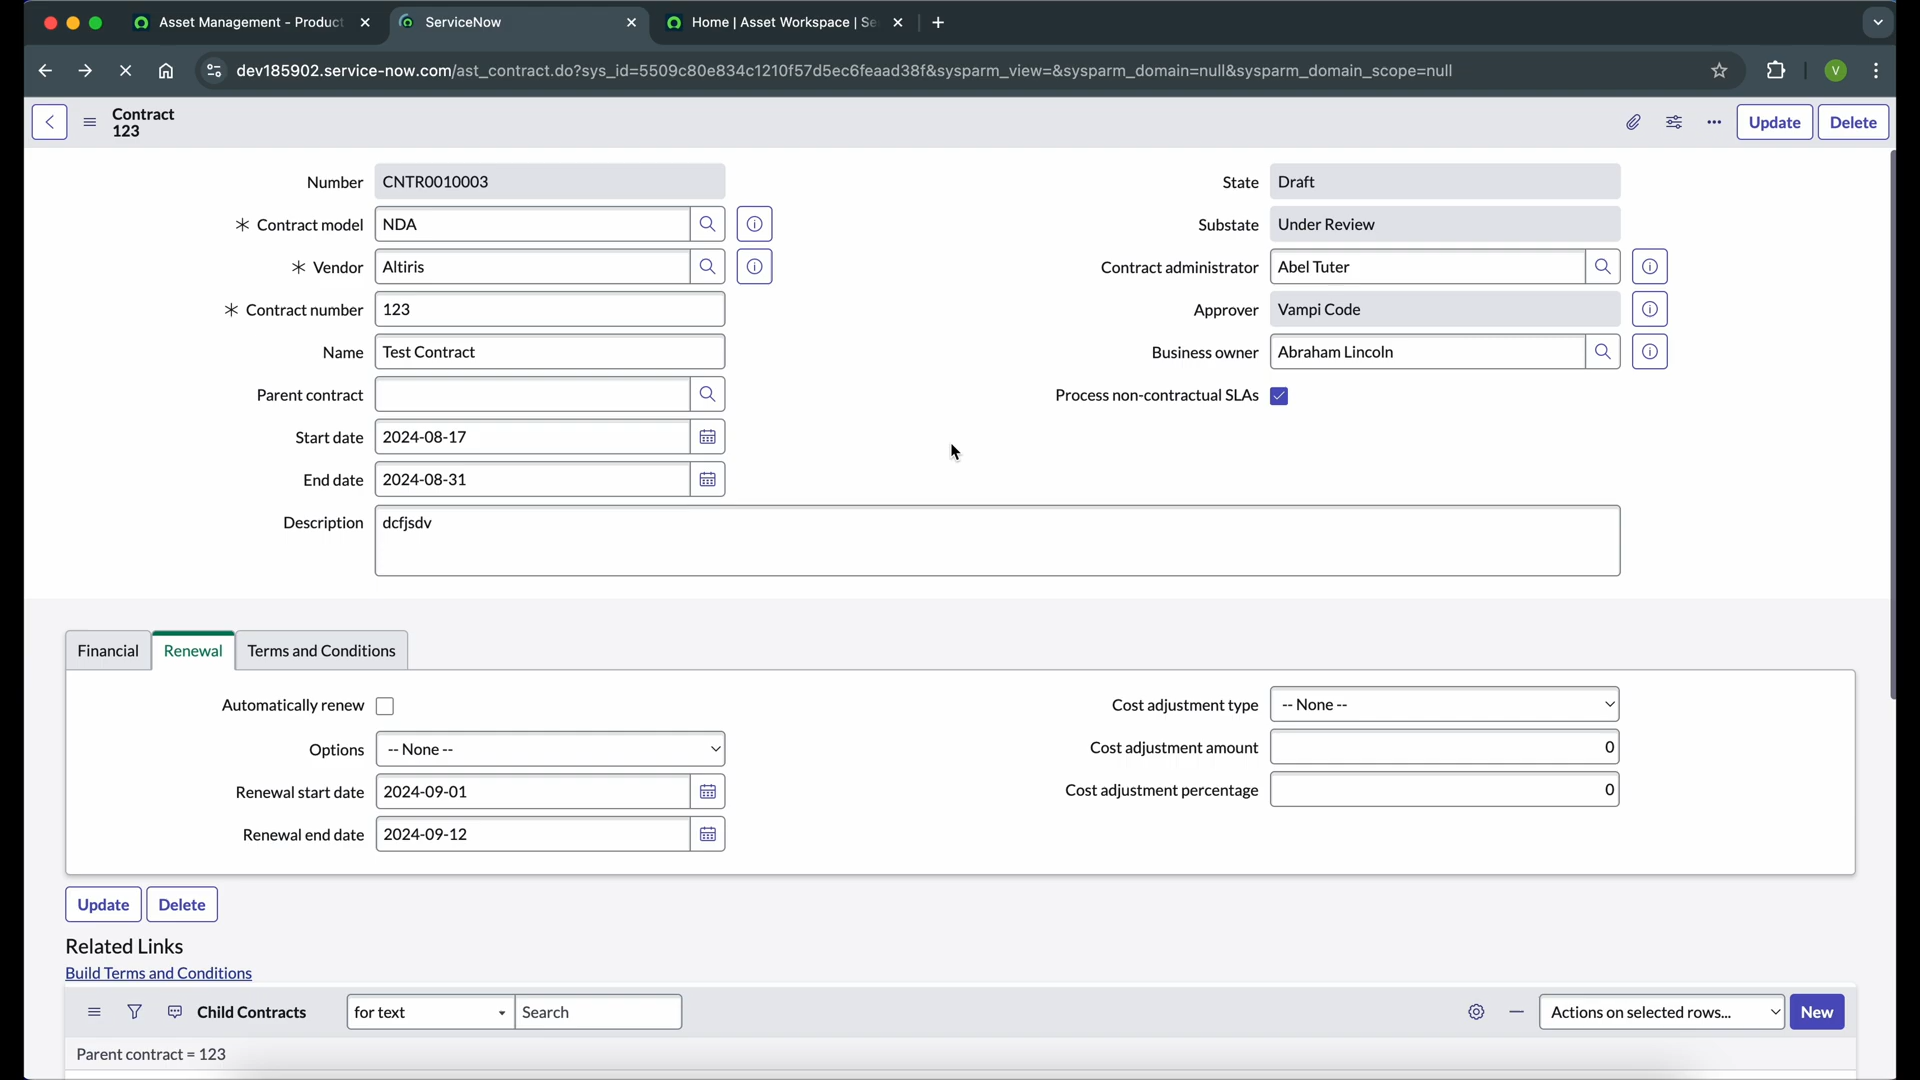 Asset Management - Product
ServiceNow
Home | Asset Workspace | Se
dev185902.service-now.com/ast_contract.do?sys_id=5509c80e834c1210f57d5ec6feaad38f&sysparm_view=&sysparm_domain=null&sysparm_domain_scope=null
V
Contract
123
Update
Delete
Number
CNTR0010003
Contract model
NDA
Vendor
Altiris
Contract number
123
Name
Test Contract
Parent contract
Start date
2024-08-17
End date
2024-08-31
Description
dcfjsdv
State
Draft
Substate
Under Review
Contract administrator
Abel Tuter
Approver
Vampi Code
Business owner
Abraham Lincoln
Process non-contractual SLAs
Financial
Renewal
Terms and Conditions
Automatically renew
Options
-- None --
Renewal start date
2024-09-01
Renewal end date
2024-09-12
Cost adjustment type
-- None --
Cost adjustment amount
0
Cost adjustment percentage
0
Update
Delete
Related Links
Build Terms and Conditions
Child Contracts
for text
Search
Actions on selected rows...
New
Parent contract = 123